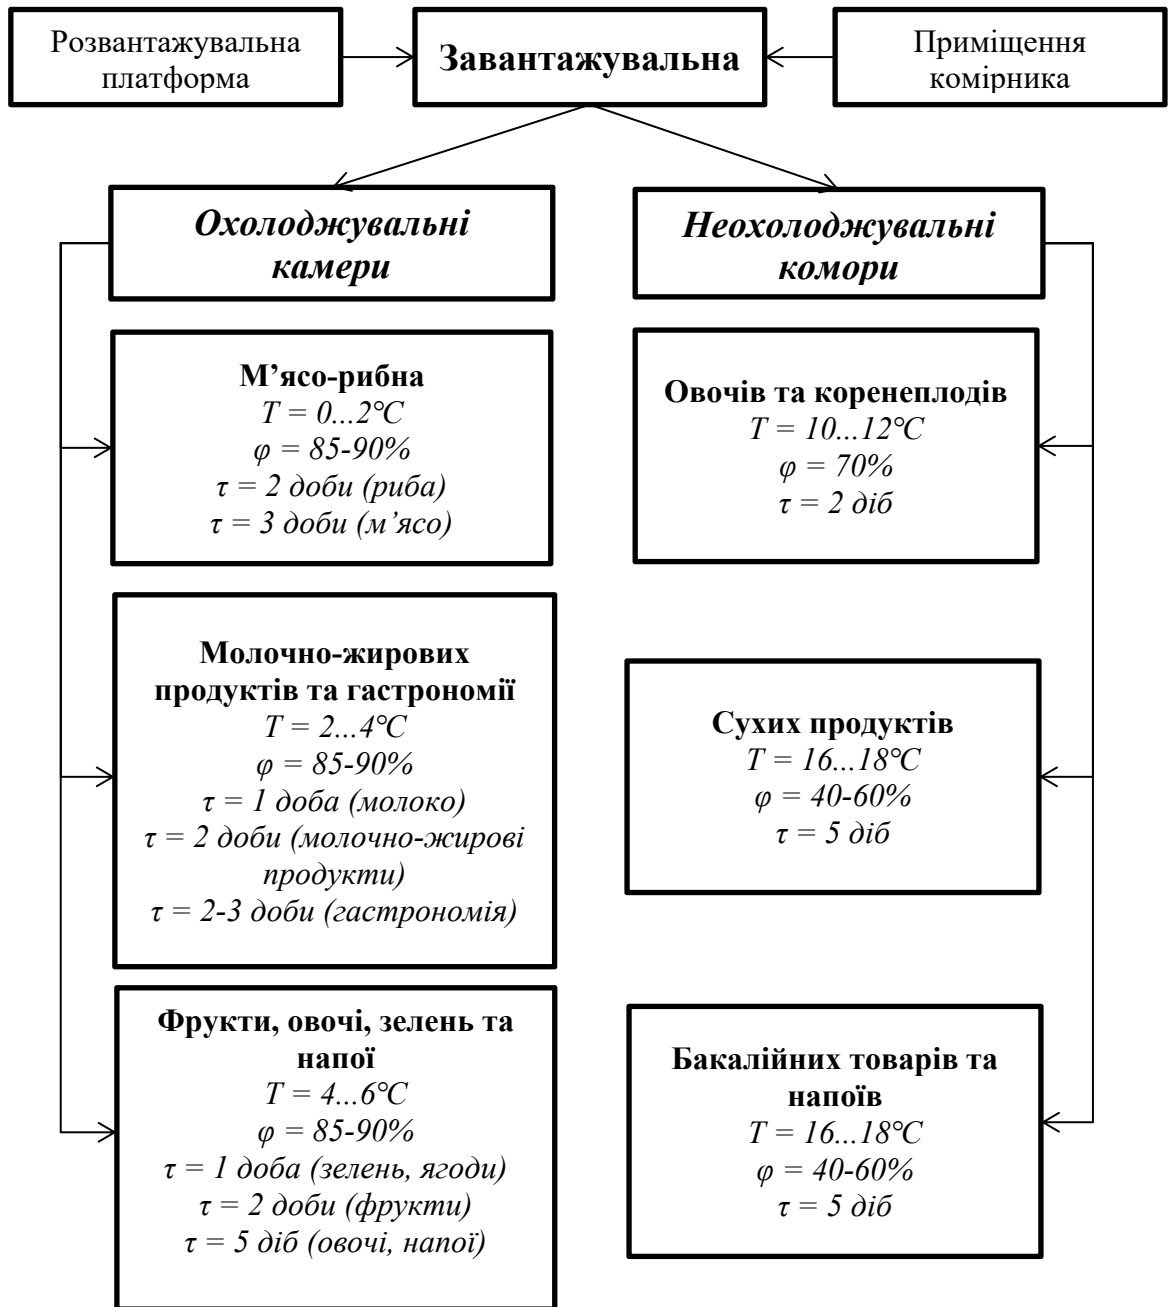 Розвантажувальна
платформа
Завантажувальна
Приміщення
комірника
Охолоджувальні
камери
Неохолоджувальні
комори
М’ясо-рибна
T = 0...2℃
φ = 85-90%
τ = 2 доби (риба)
τ = 3 доби (м’ясо)
Овочів та коренеплодів
T = 10...12℃
φ = 70%
τ = 2 діб
Молочно-жирових
продуктів та гастрономії
T = 2...4℃
φ = 85-90%
τ = 1 доба (молоко)
τ = 2 доби (молочно-жирові
продукти)
τ = 2-3 доби (гастрономія)
Сухих продуктів
T = 16...18℃
φ = 40-60%
τ = 5 діб
Фрукти, овочі, зелень та
напої
T = 4...6℃
φ = 85-90%
τ = 1 доба (зелень, ягоди)
τ = 2 доби (фрукти)
τ = 5 діб (овочі, напої)
Бакалійних товарів та
напоїв
T = 16...18℃
φ = 40-60%
τ = 5 діб